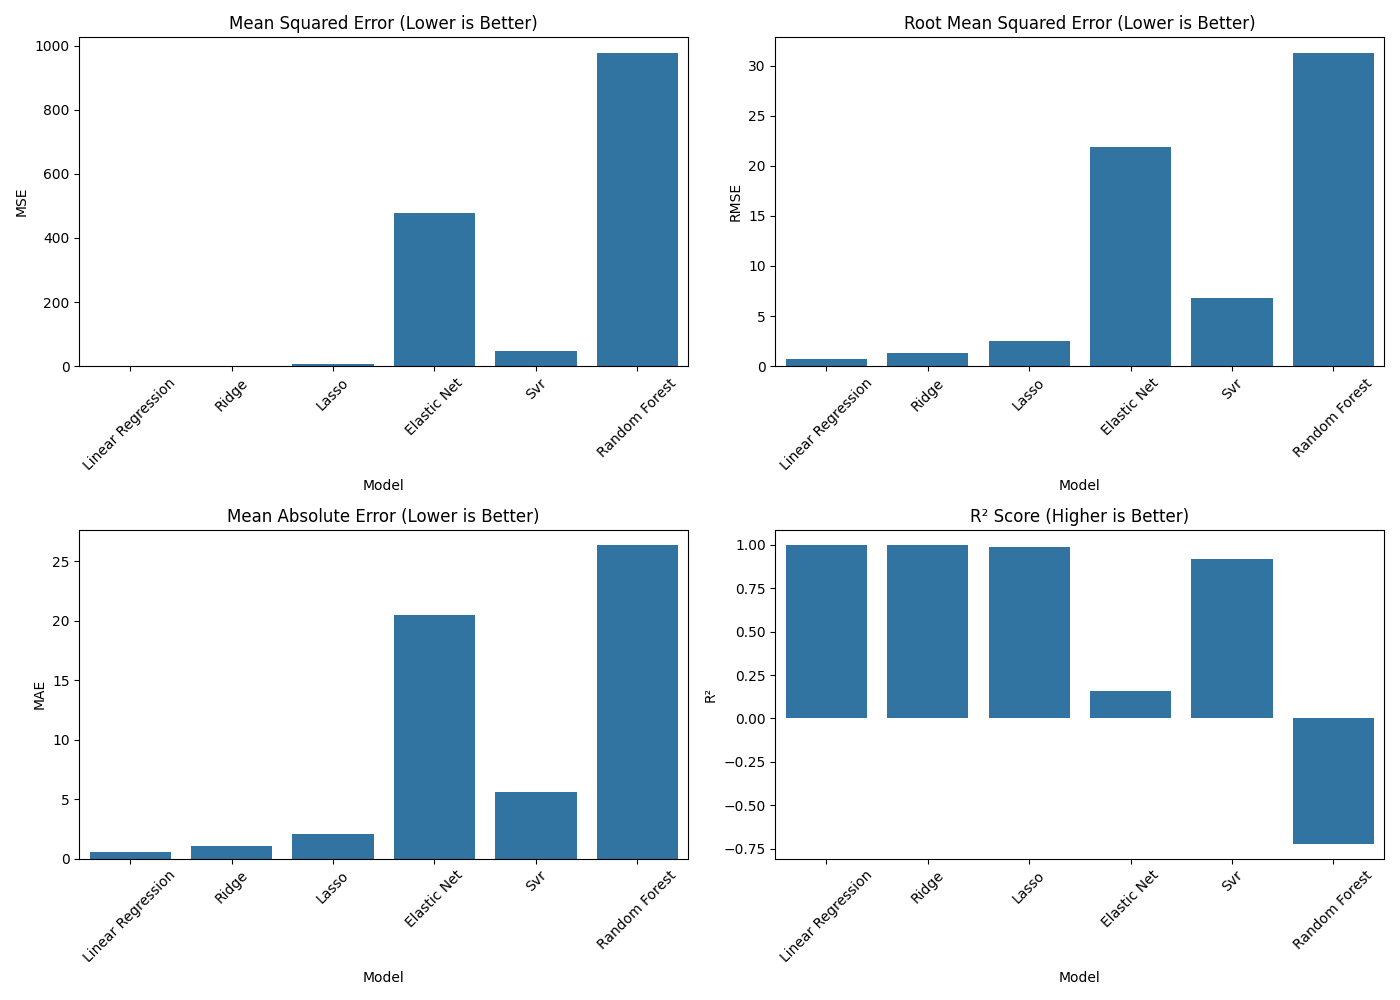 Mean Squared Error (Lower is Better)
MSE
1000
800
600
400
200
0
Linear Regression
Ridge
Lasso
Elastic Net
Svr
Random Forest
Model
Root Mean Squared Error (Lower is Better)
RMSE
30
25
20
15
10
5
0
Linear Regression
Ridge
Lasso
Elastic Net
Svr
Random Forest
Model
Mean Absolute Error (Lower is Better)
MAE
25
20
15
10
5
0
Linear Regression
Ridge
Lasso
Elastic Net
Svr
Random Forest
Model
R² Score (Higher is Better)
R²
1.00
0.75
0.50
0.25
0.00
−0.25
−0.50
−0.75
Linear Regression
Ridge
Lasso
Elastic Net
Svr
Random Forest
Model